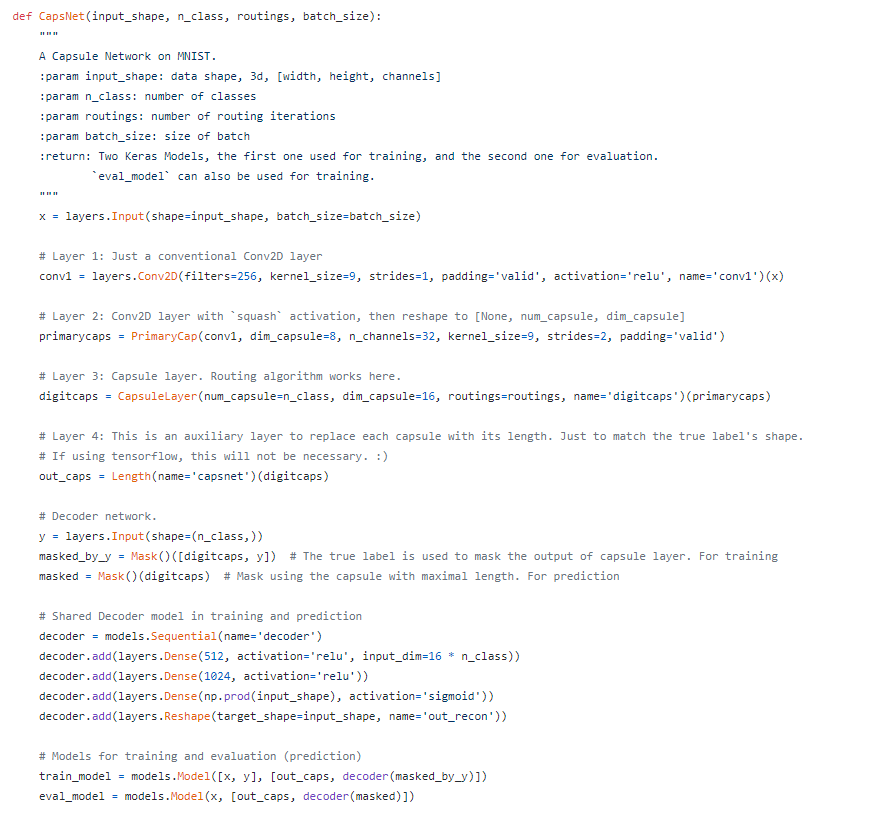 def CapsNet(input_shape, n_class, routings, batch_size):
    """
    A Capsule Network on MNIST.
    :param input_shape: data shape, 3d, [width, height, channels]
    :param n_class: number of classes
    :param routings: number of routing iterations
    :param batch_size: size of batch
    :return: Two Keras Models, the first one used for training, and the second one for evaluation.
            `eval_model` can also be used for training.
    """
    x = layers.Input(shape=input_shape, batch_size=batch_size)

    # Layer 1: Just a conventional Conv2D layer
    conv1 = layers.Conv2D(filters=256, kernel_size=9, strides=1, padding='valid', activation='relu', name='conv1')(x)

    # Layer 2: Conv2D layer with `squash` activation, then reshape to [None, num_capsule, dim_capsule]
    primarycaps = PrimaryCap(conv1, dim_capsule=8, n_channels=32, kernel_size=9, strides=2, padding='valid')

    # Layer 3: Capsule layer. Routing algorithm works here.
    digitcaps = CapsuleLayer(num_capsule=n_class, dim_capsule=16, routings=routings, name='digitcaps')(primarycaps)

    # Layer 4: This is an auxiliary layer to replace each capsule with its length. Just to match the true label's shape.
    # If using tensorflow, this will not be necessary. :)
    out_caps = Length(name='capsnet')(digitcaps)

    # Decoder network.
    y = layers.Input(shape=(n_class,))
    masked_by_y = Mask()([digitcaps, y])  # The true label is used to mask the output of capsule layer. For training
    masked = Mask()(digitcaps)  # Mask using the capsule with maximal length. For prediction

    # Shared Decoder model in training and prediction
    decoder = models.Sequential(name='decoder')
    decoder.add(layers.Dense(512, activation='relu', input_dim=16 * n_class))
    decoder.add(layers.Dense(1024, activation='relu'))
    decoder.add(layers.Dense(np.prod(input_shape), activation='sigmoid'))
    decoder.add(layers.Reshape(target_shape=input_shape, name='out_recon'))

    # Models for training and evaluation (prediction)
    train_model = models.Model([x, y], [out_caps, decoder(masked_by_y)])
    eval_model = models.Model(x, [out_caps, decoder(masked)])